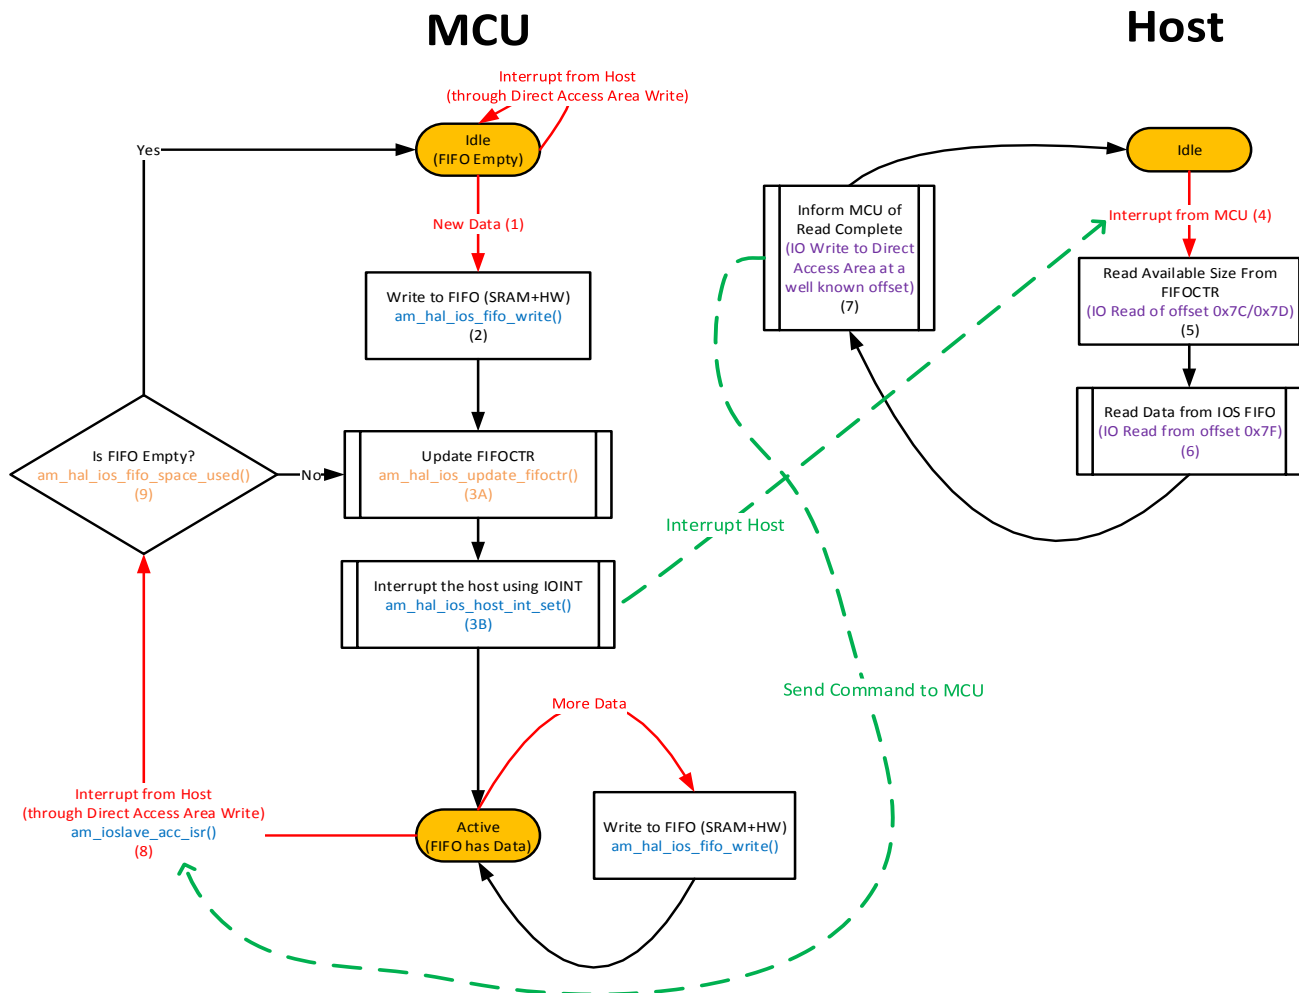 MCU
Host
Interrupt from Host
(through Direct Access Area Write)
Idle
(FIFO Empty)
Yes
New Data (1)
Write to FIFO (SRAM+HW)
am_hal_ios_fifo_write()
(2)
Is FIFO Empty?
am_hal_ios_fifo_space_used()
(9)
No
Update FIFOCTR
am_hal_ios_update_fifoctr()
(3A)
Interrupt the host using IOINT
am_hal_ios_host_int_set()
(3B)
More Data
Interrupt from Host
(through Direct Access Area Write)
am_ioslave_acc_isr()
(8)
Active
(FIFO has Data)
Write to FIFO (SRAM+HW)
am_hal_ios_fifo_write()
Interrupt Host
Send Command to MCU
Idle
Interrupt from MCU (4)
Read Available Size From
FIFOCTR
(IO Read of offset 0x7C/0x7D)
(5)
Read Data from IOS FIFO
(IO Read from offset 0x7F)
(6)
Inform MCU of
Read Complete
(IO Write to Direct
Access Area at a
well known offset)
(7)